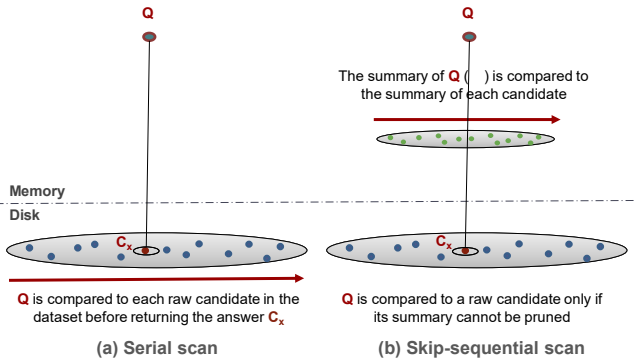 Q
Q
The summary of Q ( ) is compared to
the summary of each candidate
Memory
Disk
Cx
Cx
Q is compared to each raw candidate in the
dataset before returning the answer Cx
Q is compared to a raw candidate only if
its summary cannot be pruned
(a) Serial scan
(b) Skip-sequential scan